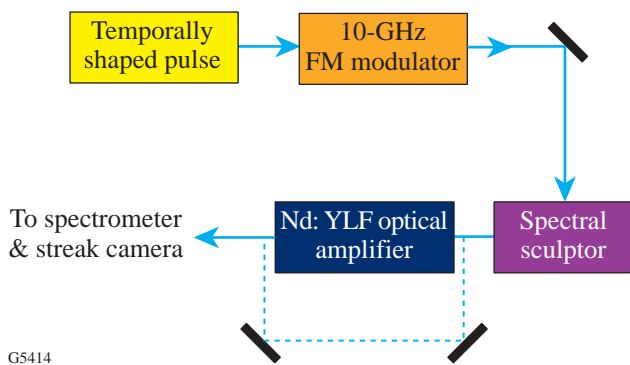 Temporally
shaped pulse
10-GHz
FM modulator
To spectrometer
& streak camera
Nd: YLF optical
amplifier
Spectral
sculptor
G5414